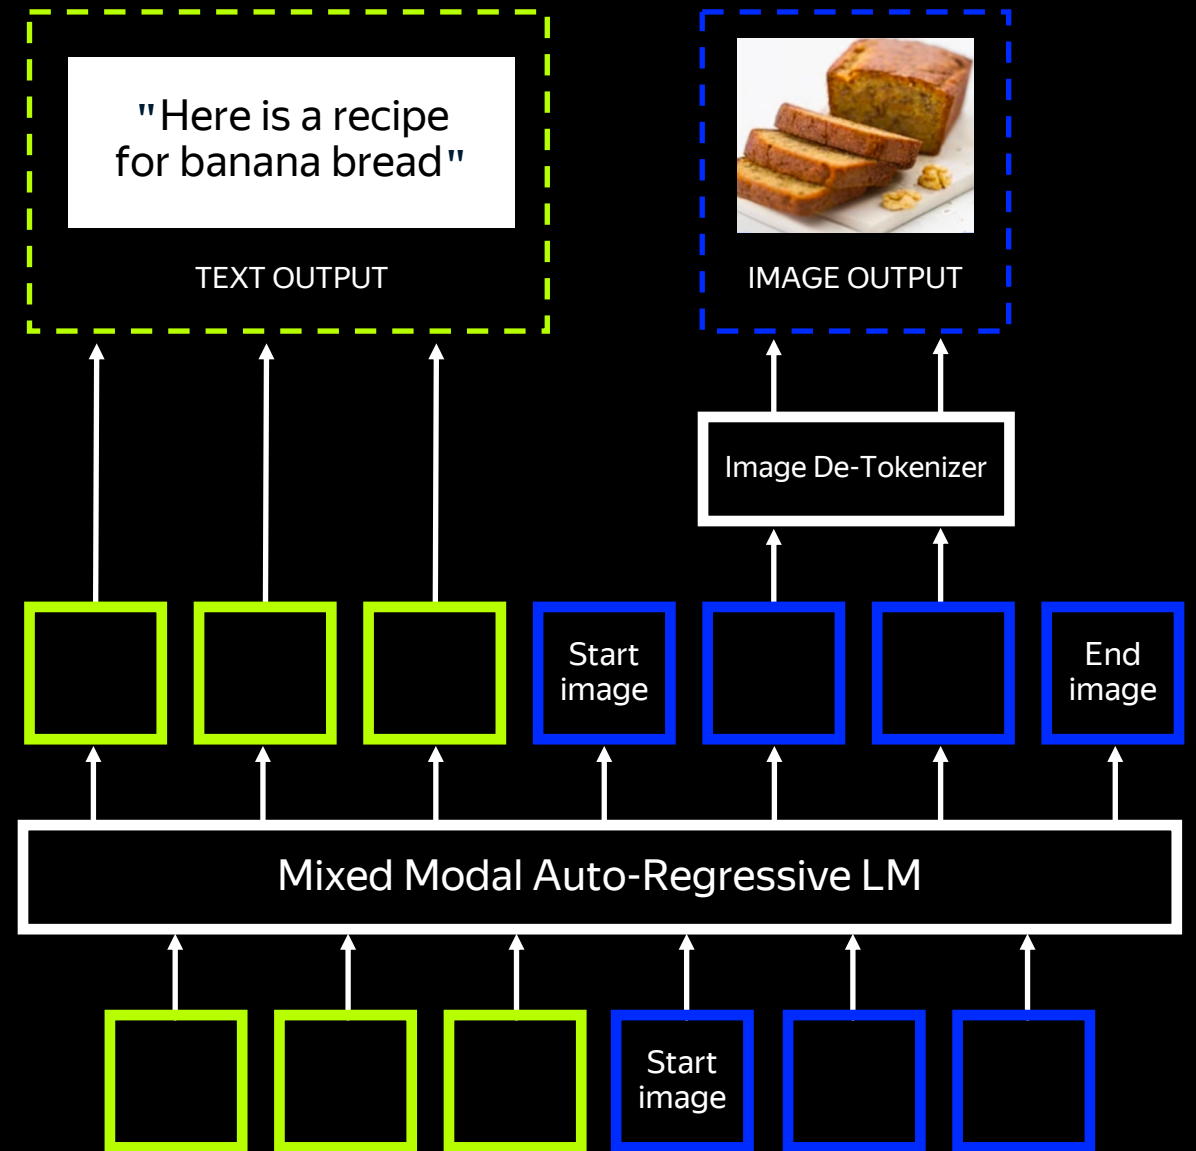 "Here is a recipe
for banana bread"
TEXT OUTPUT
IMAGE OUTPUT
Image De-Tokenizer
Start
image
End
image
Mixed Modal Auto-Regressive LM
Start
image